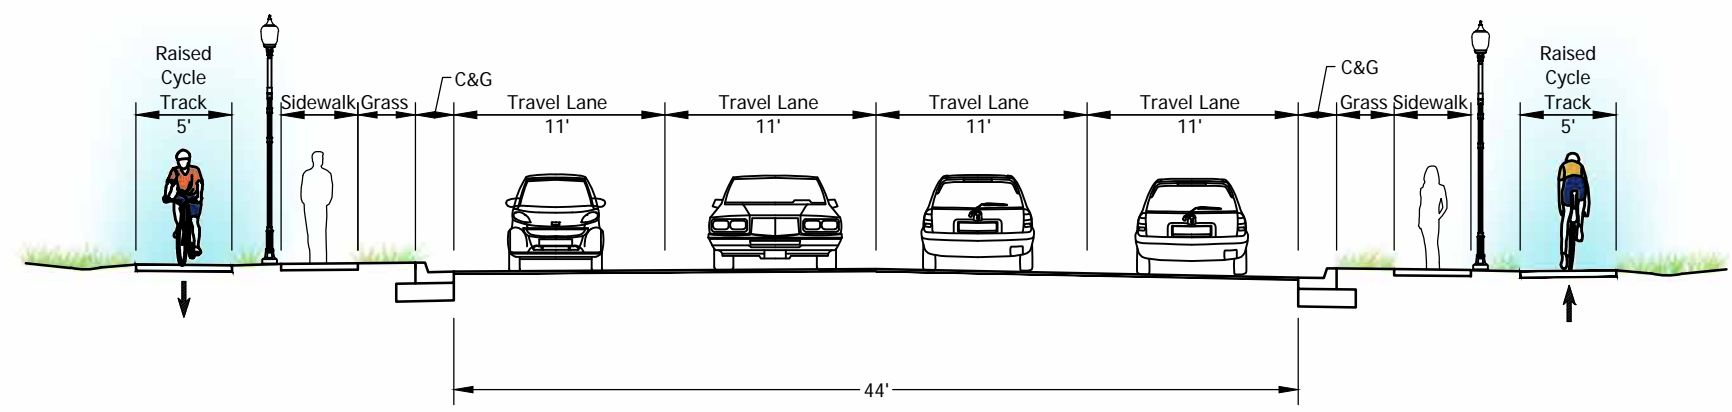 Raised
Cycle
Track
5'
Sidewalk
Grass
C&G
Travel Lane
11'
Travel Lane
11'
Travel Lane
11'
Travel Lane
11'
C&G
Grass
Sidewalk
Raised
Cycle
Track
5'
44'